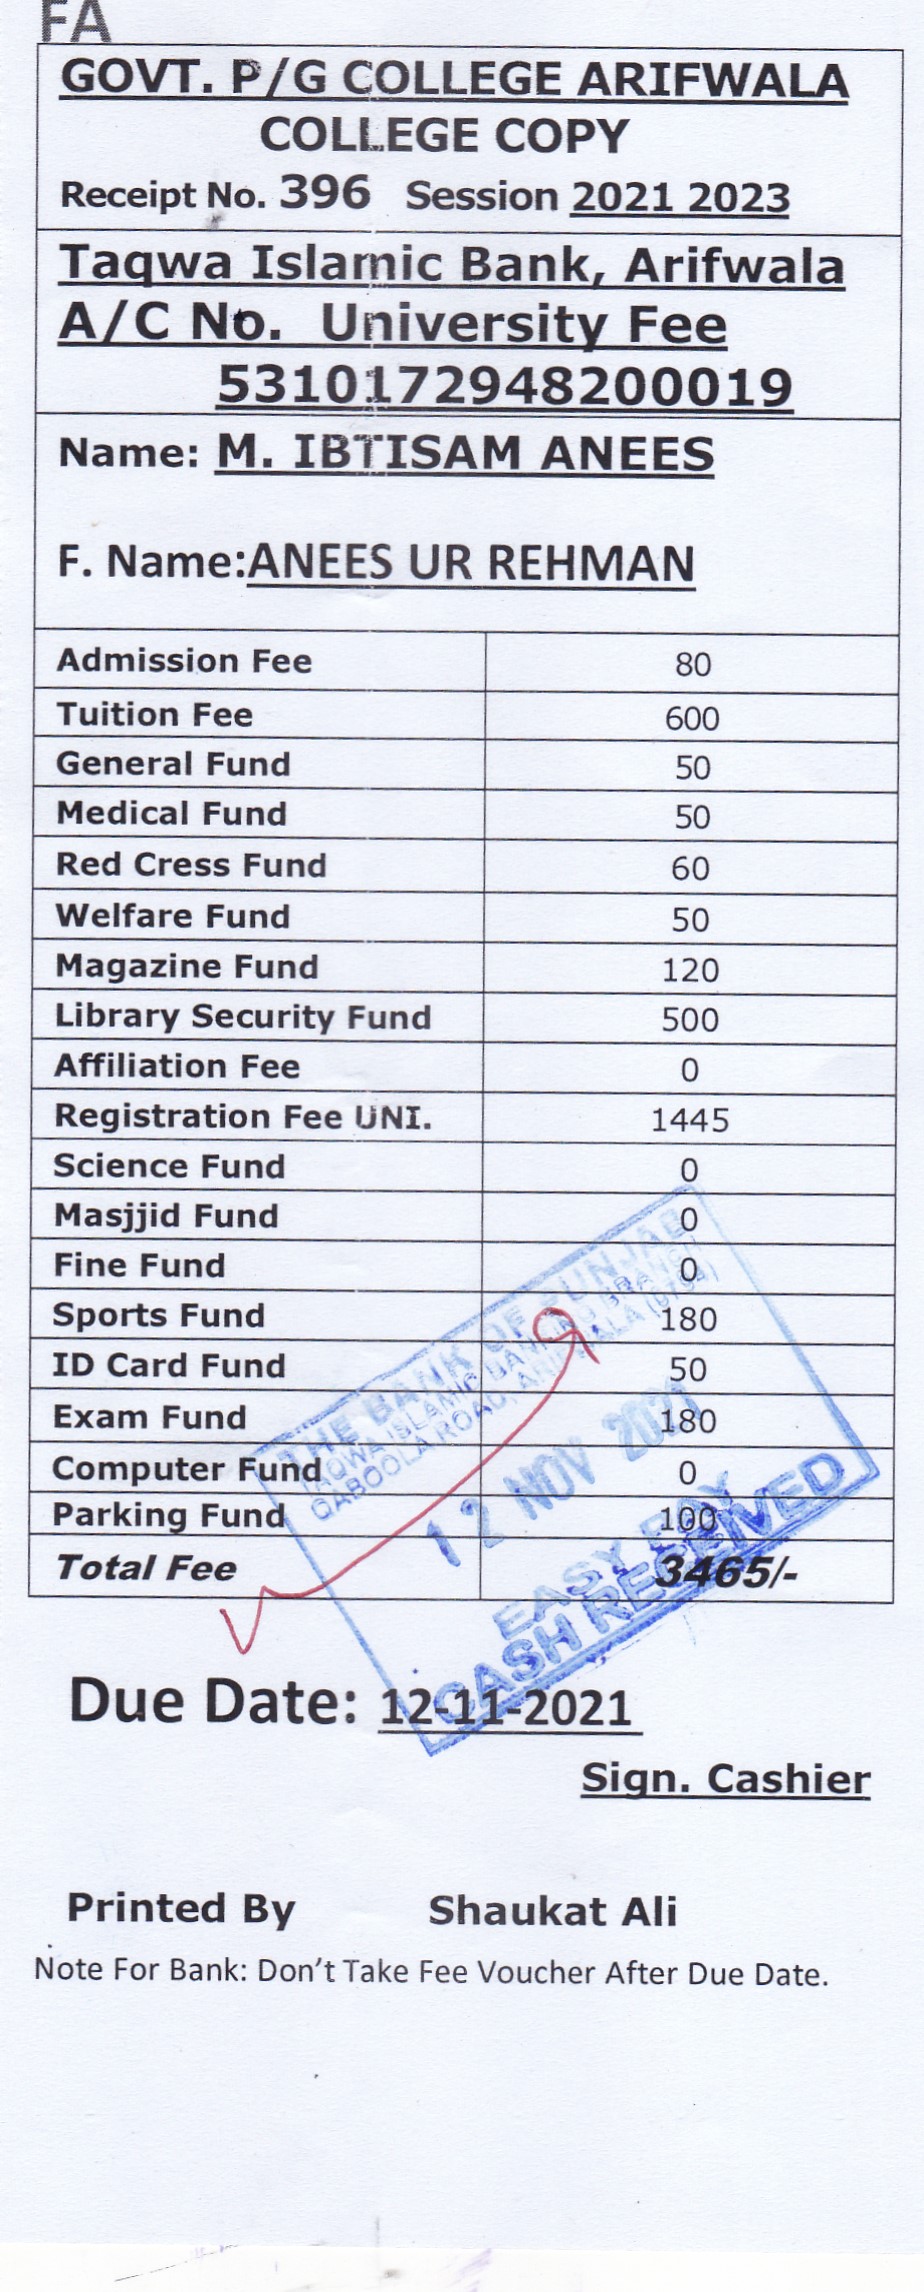 FA
GOVT. P/G COLLEGE ARIFWALA
COLLEGE COPY
Receipt No. 396 Session 2021 2023
Taqwa Islamic Bank, Arifwala
A/C No. University Fee
5310172948200019
Name: M. IBTISAM ANEES
F. Name:ANEES UR REHMAN
Admission Fee 80
Tuition Fee 600
General Fund 50
Medical Fund 50
Red Cress Fund 60
Welfare Fund 50
Magazine Fund 120
Library Security Fund 500
Affiliation Fee 0
Registration Fee UNI. 1445
Science Fund 0
Masjjid Fund 0
Fine Fund 0
Sports Fund 180
ID Card Fund 50
Exam Fund 180
Computer Fund 0
Parking Fund 100
Total Fee 3465/-
THE BANK OF PUNJAB
TAQWA ISLAMIC BANKING BRANCH
QABOOLA ROAD, ARIFWALA
12 NOV 2021
EASY PAY
CASH RECEIVED
Due Date: 12-11-2021
Sign. Cashier
Printed By Shaukat Ali
Note For Bank: Don't Take Fee Voucher After Due Date.